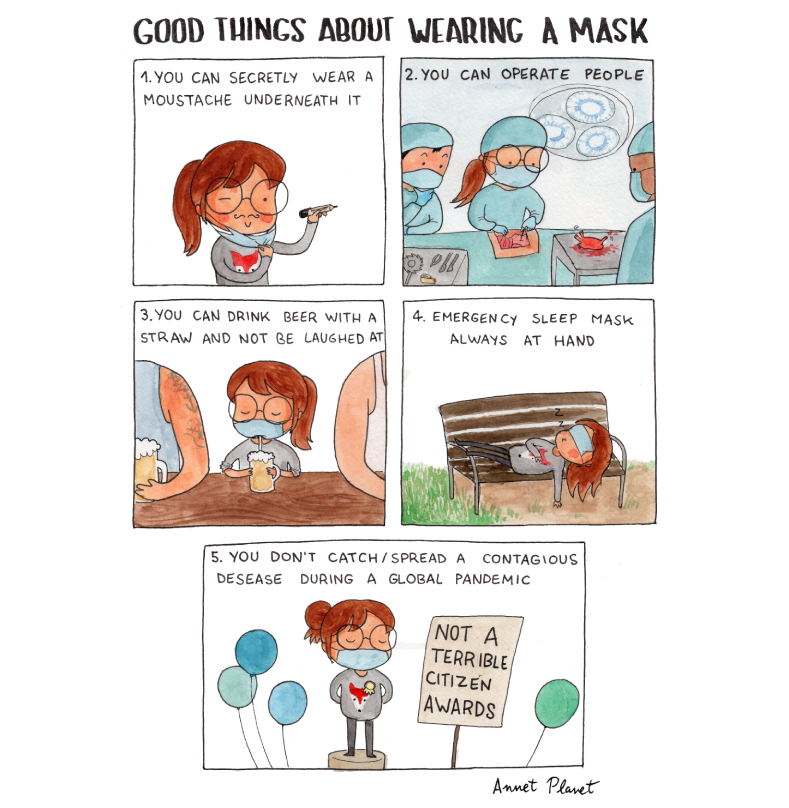 GOOD THINGS ABOUT WEARING A MASK
1. YOU CAN SECRETLY WEAR A
MOUSTACHE UNDERNEATH IT
2. YOU CAN OPERATE PEOPLE
3. YOU CAN DRINK BEER WITH A
STRAW AND NOT BE LAUGHED AT
4. EMERGENCY SLEEP MASK
ALWAYS AT HAND
Z
Z
5. YOU DON'T CATCH/SPREAD A CONTAGIOUS
DESEASE DURING A GLOBAL PANDEMIC
NOT A
TERRIBLE
CITIZEN
AWARDS
Annet Planet